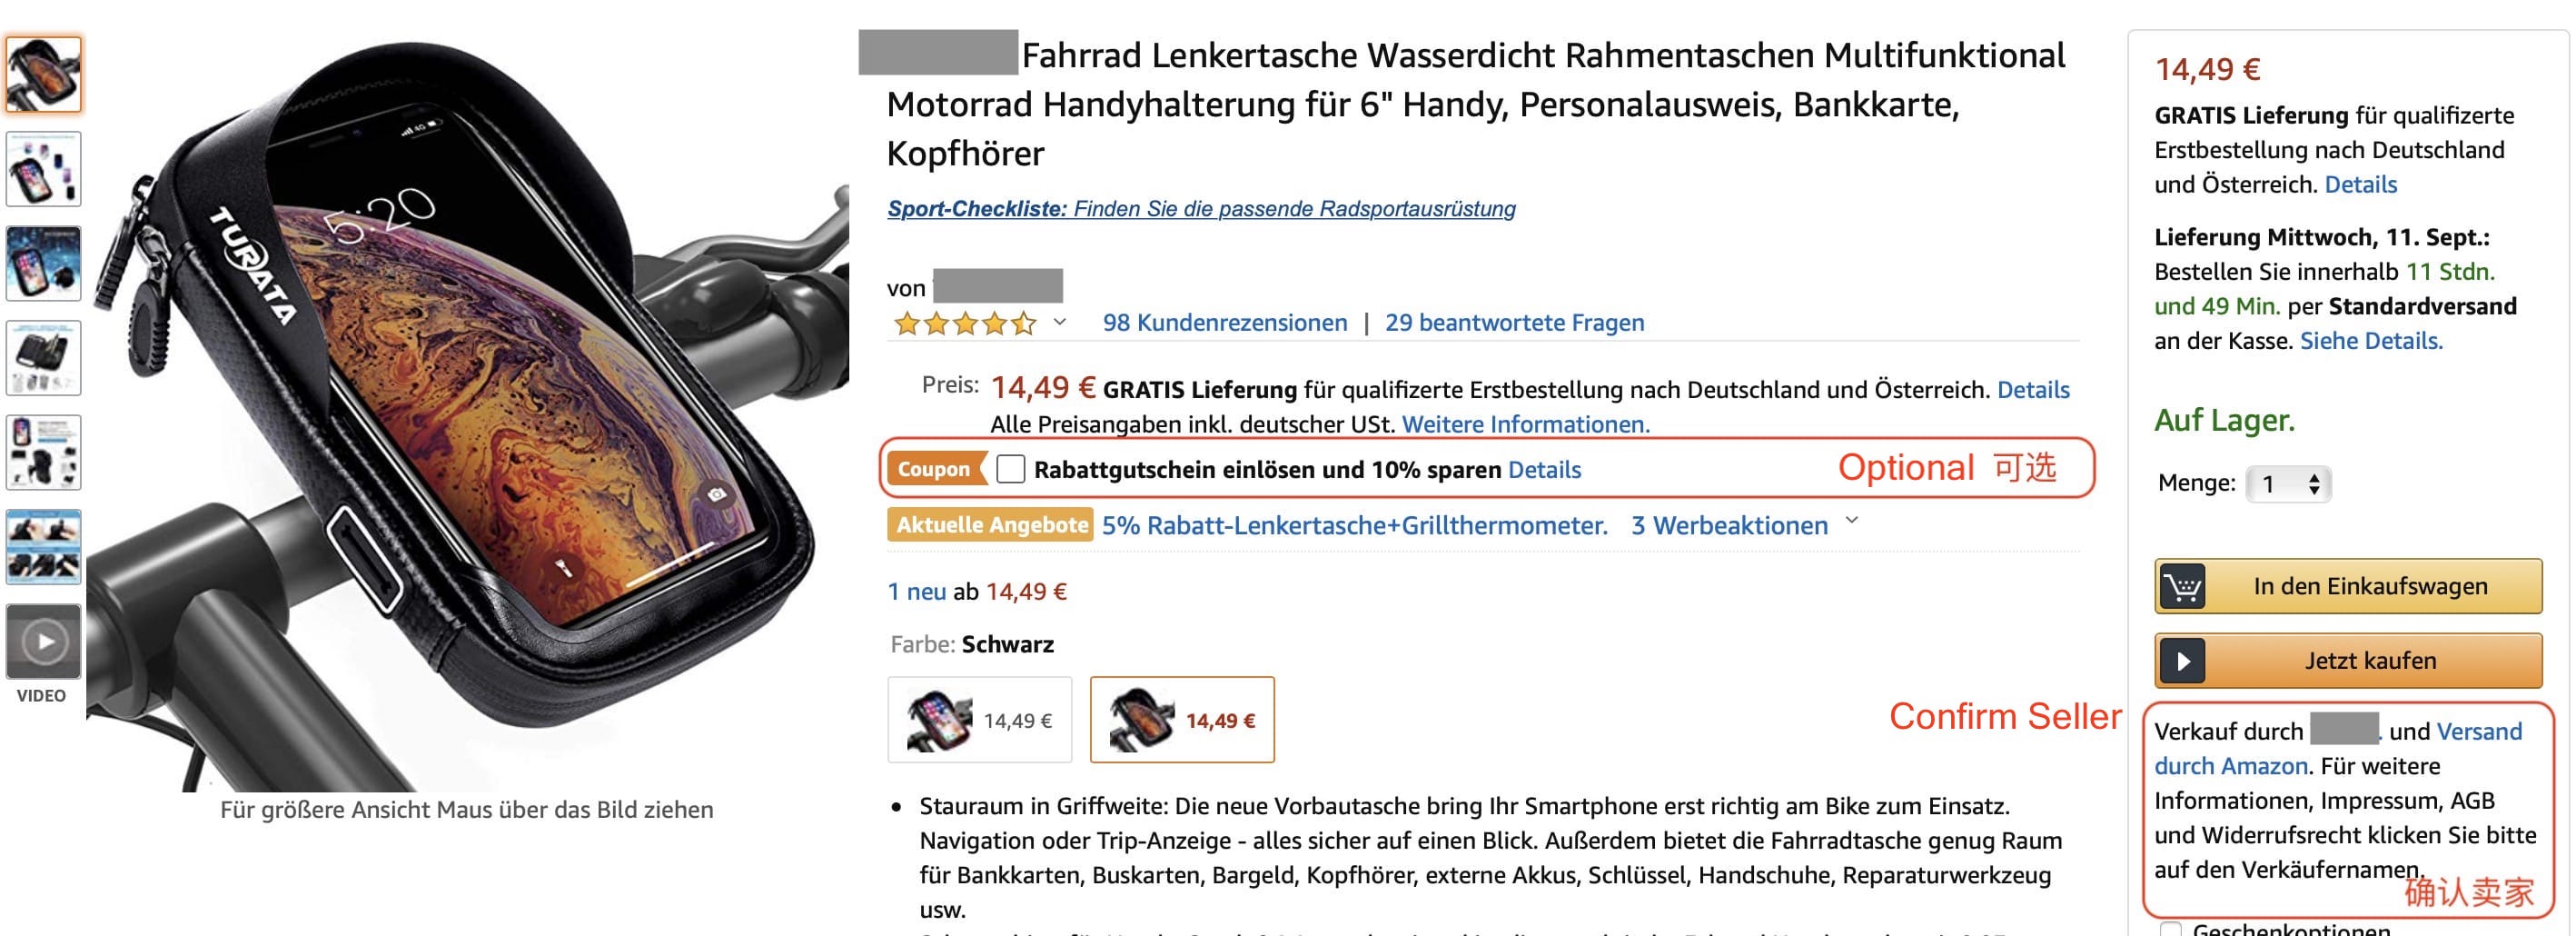 Fahrrad Lenkertasche Wasserdicht Rahmentaschen Multifunktional
Motorrad Handyhalterung für 6" Handy, Personalausweis, Bankkarte,
Kopfhörer
Sport-Checkliste: Finden Sie die passende Radsportausrüstung
von
98 Kundenrezensionen | 29 beantwortete Fragen
Preis: 14,49 € GRATIS Lieferung für qualifizerte Erstbestellung nach Deutschland und Österreich. Details
Alle Preisangaben inkl. deutscher USt. Weitere Informationen.
Coupon Rabattgutschein einlösen und 10% sparen Details
Optional 可选
Aktuelle Angebote 5% Rabatt-Lenkertasche+Grillthermometer. 3 Werbeaktionen
1 neu ab 14,49 €
Farbe: Schwarz
14,49 €
14,49 €
Stauraum in Griffweite: Die neue Vorbautasche bring Ihr Smartphone erst richtig am Bike zum Einsatz.
Navigation oder Trip-Anzeige - alles sicher auf einen Blick. Außerdem bietet die Fahrradtasche genug Raum
für Bankkarten, Buskarten, Bargeld, Kopfhörer, externe Akkus, Schlüssel, Handschuhe, Reparaturwerkzeug
usw.
TURATA
5:20
4G
VIDEO
Für größere Ansicht Maus über das Bild ziehen
14,49 €
GRATIS Lieferung für qualifizerte
Erstbestellung nach Deutschland
und Österreich. Details
Lieferung Mittwoch, 11. Sept.:
Bestellen Sie innerhalb 11 Stdn.
und 49 Min. per Standardversand
an der Kasse. Siehe Details.
Auf Lager.
Menge: 1
In den Einkaufswagen
Jetzt kaufen
Confirm Seller
Verkauf durch . und Versand
durch Amazon. Für weitere
Informationen, Impressum, AGB
und Widerrufsrecht klicken Sie bitte
auf den Verkäufernamen.
确认卖家
Geschenkoptionen